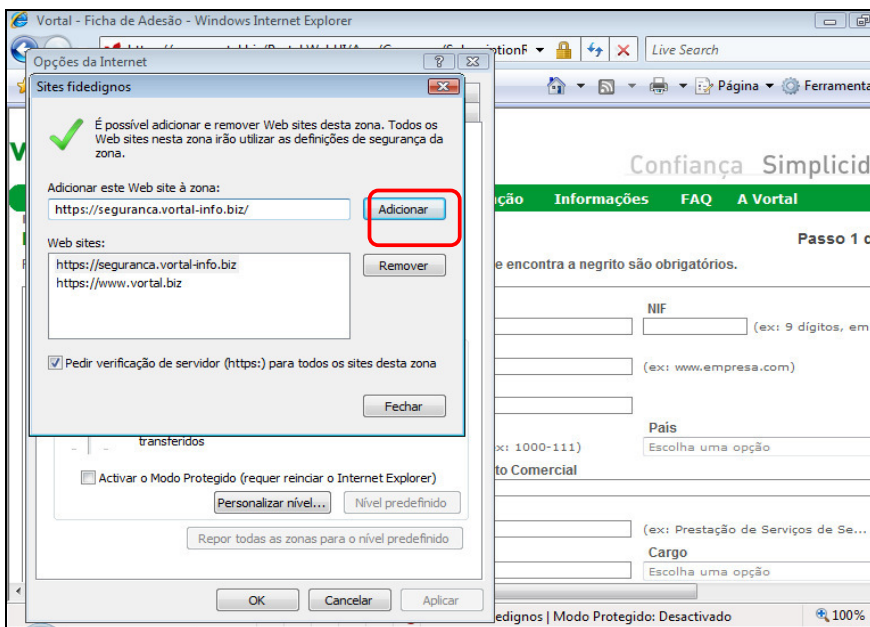 Vortal - Ficha de Adesão - Windows Internet Explorer
Live Search
Opções da Internet
Página
Ferramenta
Sites fidedignos
É possível adicionar e remover Web sites desta zona. Todos os
Web sites nesta zona irão utilizar as definições de segurança da
zona.
Confiança Simplicid
Adicionar este Web site à zona:
https://seguranca.vortal-info.biz/
Adicionar
ção Informações FAQ A Vortal
Web sites:
Passo 1 d
https://seguranca.vortal-info.biz
https://www.vortal.biz
Remover
e encontra a negrito são obrigatórios.
NIF
(ex: 9 dígitos, em
Pedir verificação de servidor (https:) para todos os sites desta zona
(ex: www.empresa.com)
Fechar
País
transferidos
x: 1000-111)
Escolha uma opção
to Comercial
Activar o Modo Protegido (requer reinciar o Internet Explorer)
Personalizar nível...
Nível predefinido
(ex: Prestação de Serviços de Se...
Repor todas as zonas para o nível predefinido
Cargo
Escolha uma opção
OK
Cancelar
Aplicar
edignos | Modo Protegido: Desactivado
100%